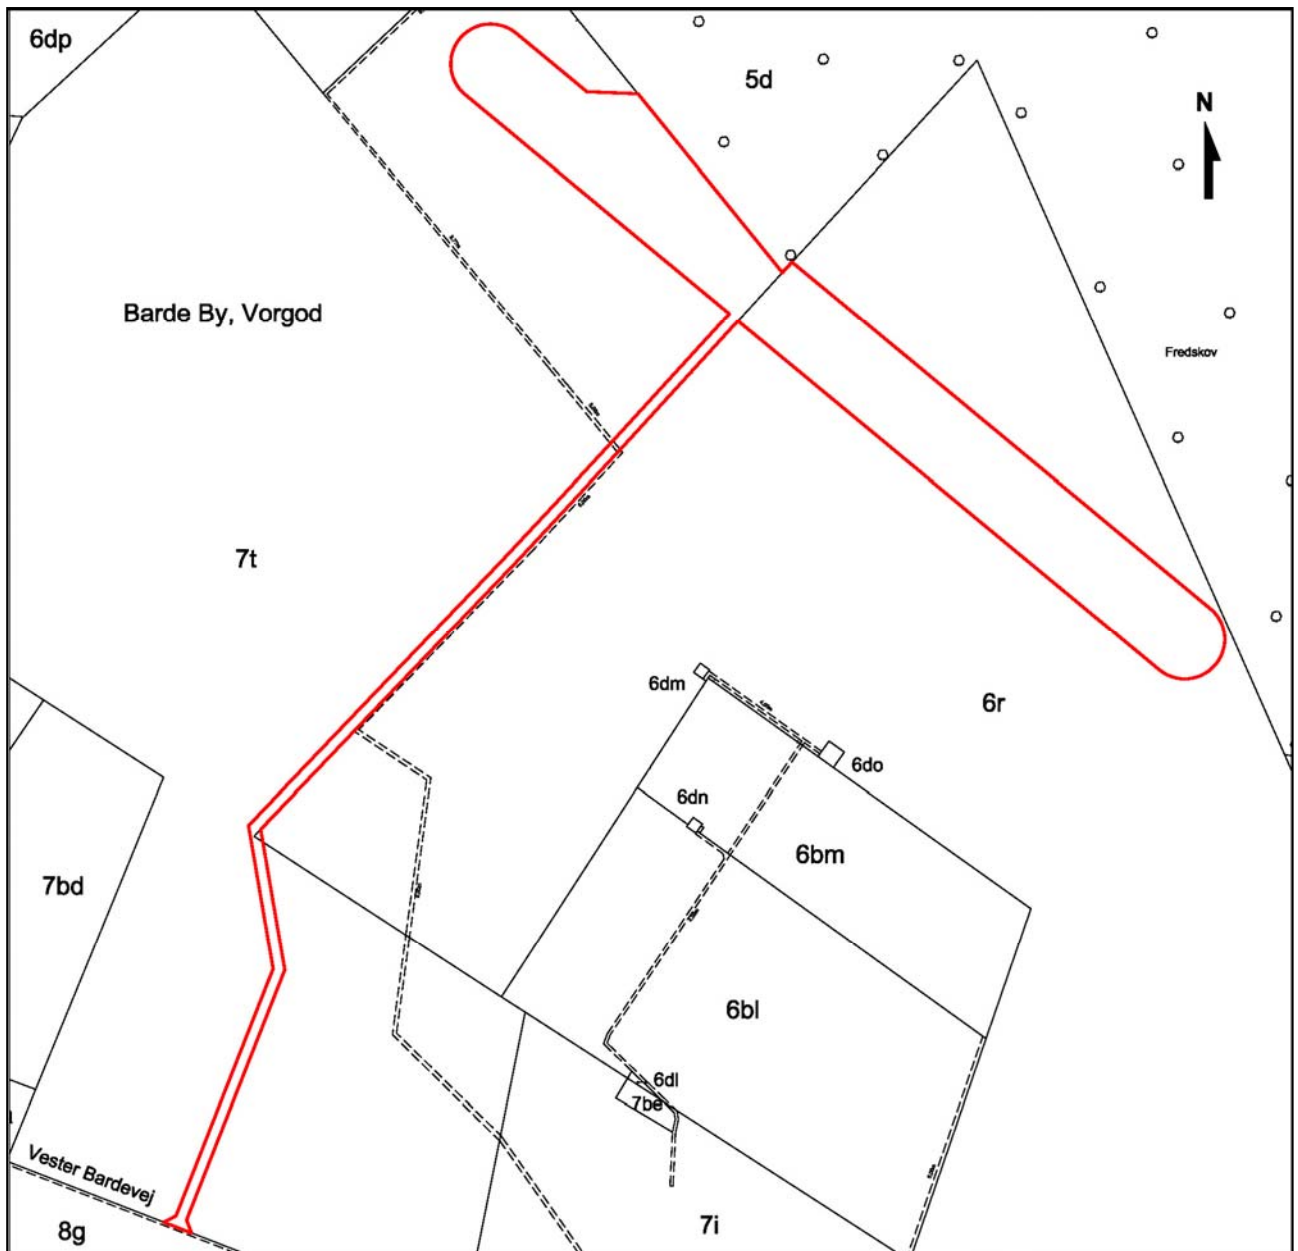 6dp
5d
N
Barde By, Vorgod
Fredskov
7t
6dm
6r
6do
6dn
6bm
7bd
6bl
6dl
7be
Vester Bardevej
8g
7i